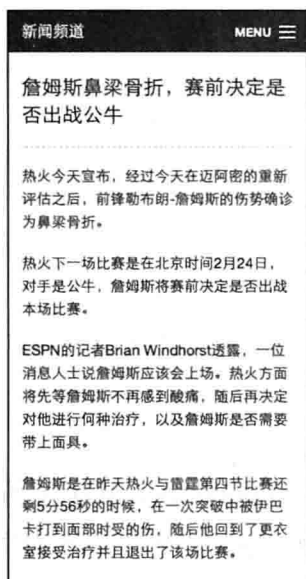 新闻频道 MENU
詹姆斯鼻梁骨折，赛前决定是
否出战公牛
热火今天宣布，经过今天在迈阿密的重新
评估之后，前锋勒布朗-詹姆斯的伤势确诊
为鼻梁骨折。
热火下一场比赛是在北京时间2月24日，
对手是公牛，詹姆斯将赛前决定是否出战
本场比赛。
ESPN的记者Brian Windhorst透露，一位
消息人士说詹姆斯应该会上场。热火方面
将先等詹姆斯不再感到酸痛，随后再决定
对他进行何种治疗，以及詹姆斯是否需要
带上面具。
詹姆斯是在昨天热火与雷霆第四节比赛还
剩5分56秒的时候，在一次突破中被伊巴
卡打到面部时受的伤，随后他回到了更衣
室接受治疗并且退出了该场比赛。